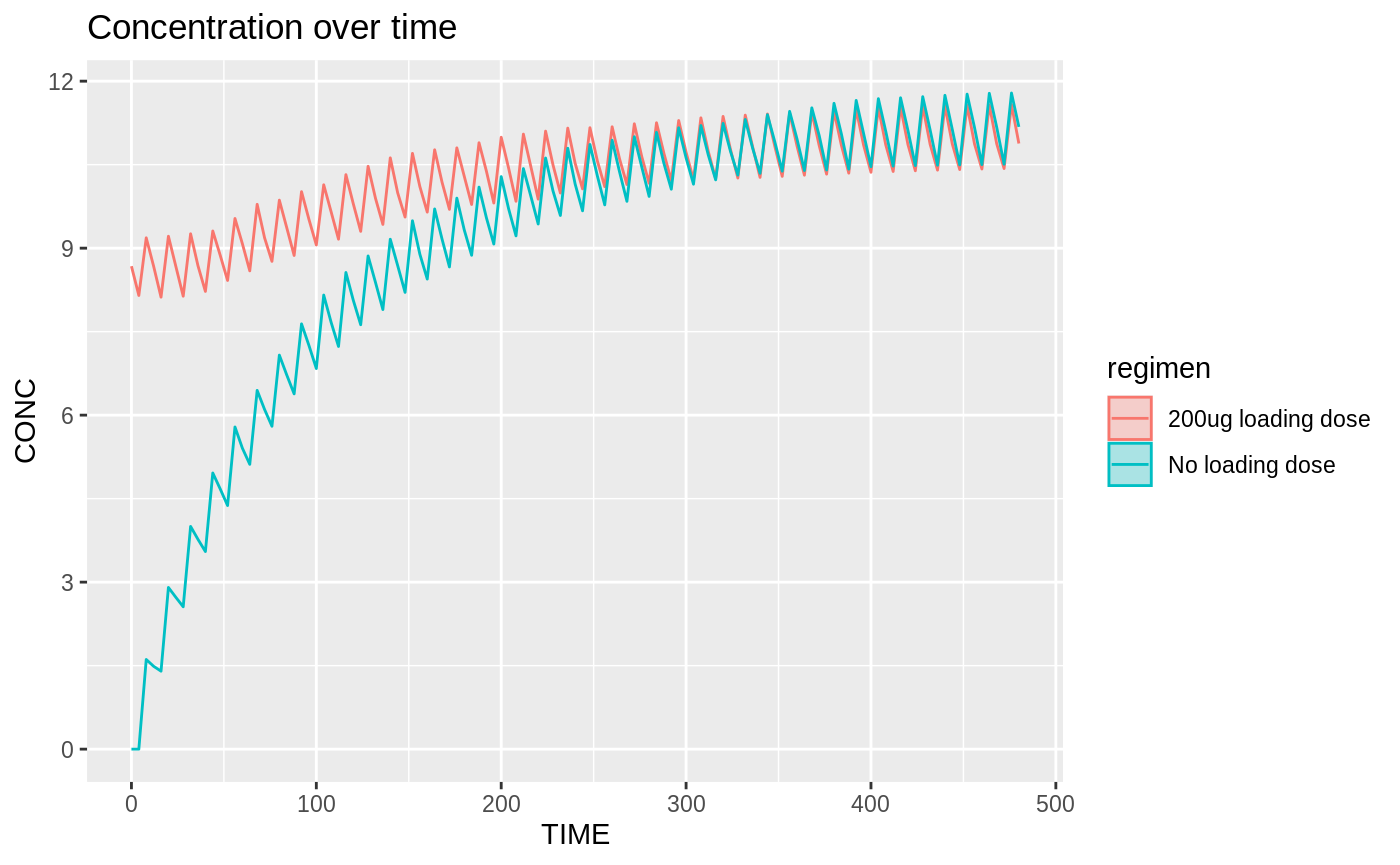 Concentration over time
12
9
6
3
0
CONC
0 100 200 300 400 500
TIME
regimen
200ug loading dose
No loading dose